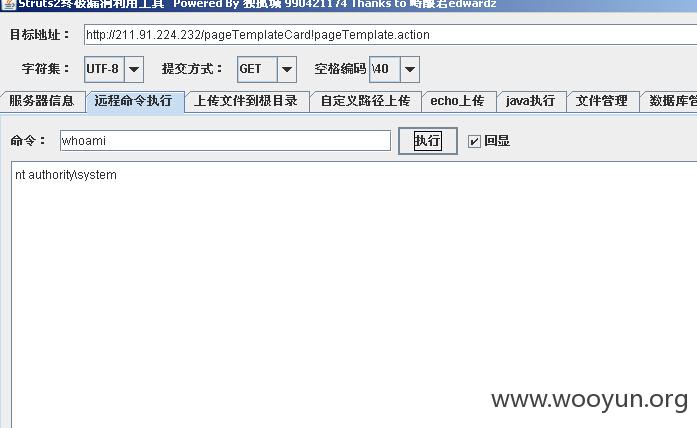 Struts2终极漏洞利用工具 Powered By 独孤城 990421174 Thanks to 鸣酸君edwardz
目标地址： http://211.91.224.232/pageTemplateCard!pageTemplate.action
字符集： UTF-8 提交方式： GET 空格编码 \40
服务器信息 远程命令执行 上传文件到根目录 自定义路径上传 echo上传 java执行 文件管理 数据库管
命令： whoami 执行 回显
nt authority\system
www.wooyun.org